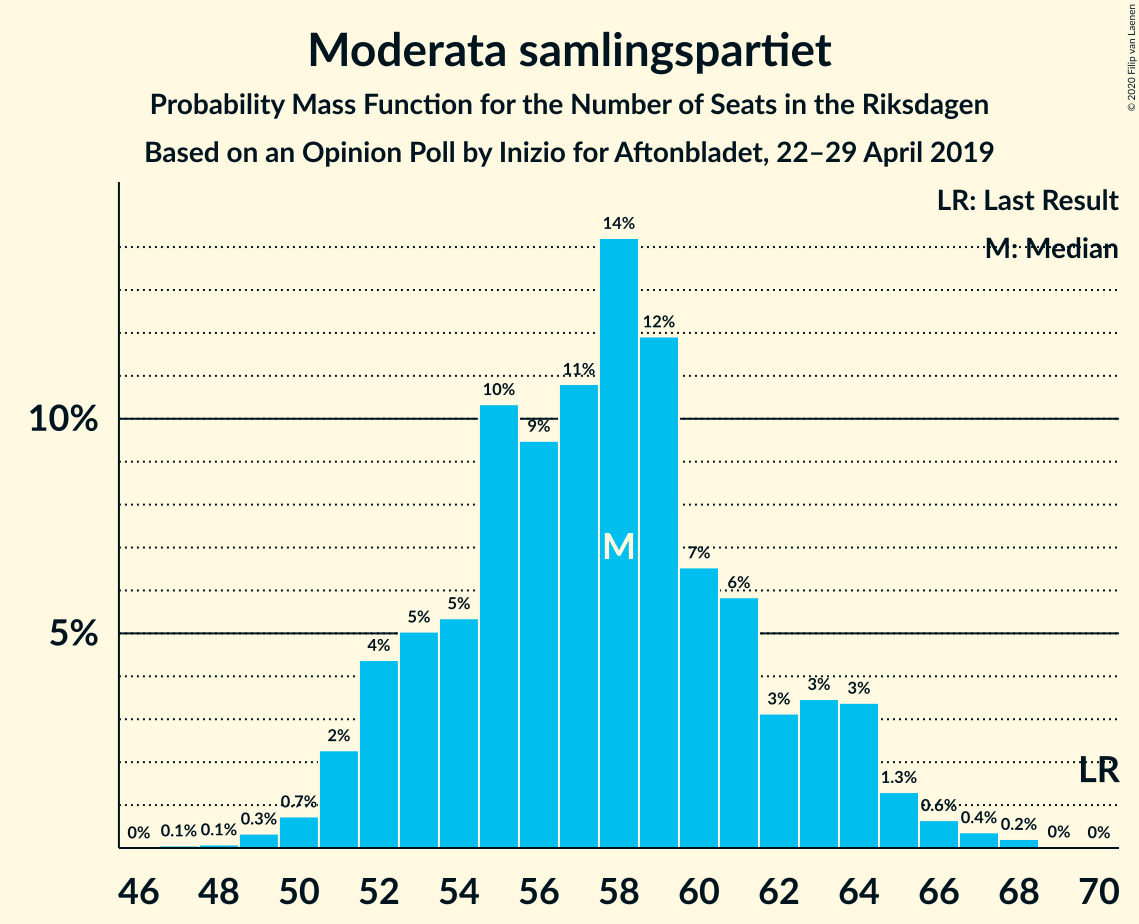 Moderata samlingspartiet
Probability Mass Function for the Number of Seats in the Riksdagen
Based on an Opinion Poll by Inizio for Aftonbladet, 22–29 April 2019
© 2020 Filip van Laenen
LR: Last Result
M: Median
10%
5%
0% 0.1% 0.1% 0.3% 0.7% 2% 4% 5% 5% 10% 9% 11% 14% 12% 7% 6% 3% 3% 3% 1.3% 0.6% 0.4% 0.2% 0% 0%
M
LR
46 48 50 52 54 56 58 60 62 64 66 68 70